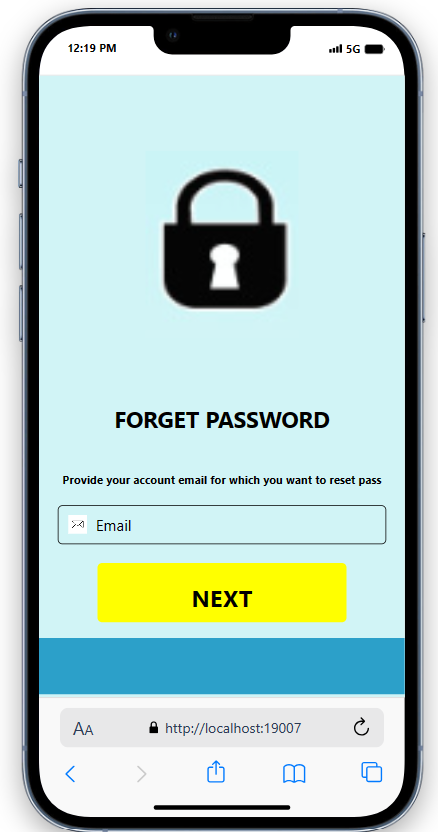 12:19 PM 5G
FORGET PASSWORD
Provide your account email for which you want to reset pass
Email
NEXT
AA http://localhost:19007